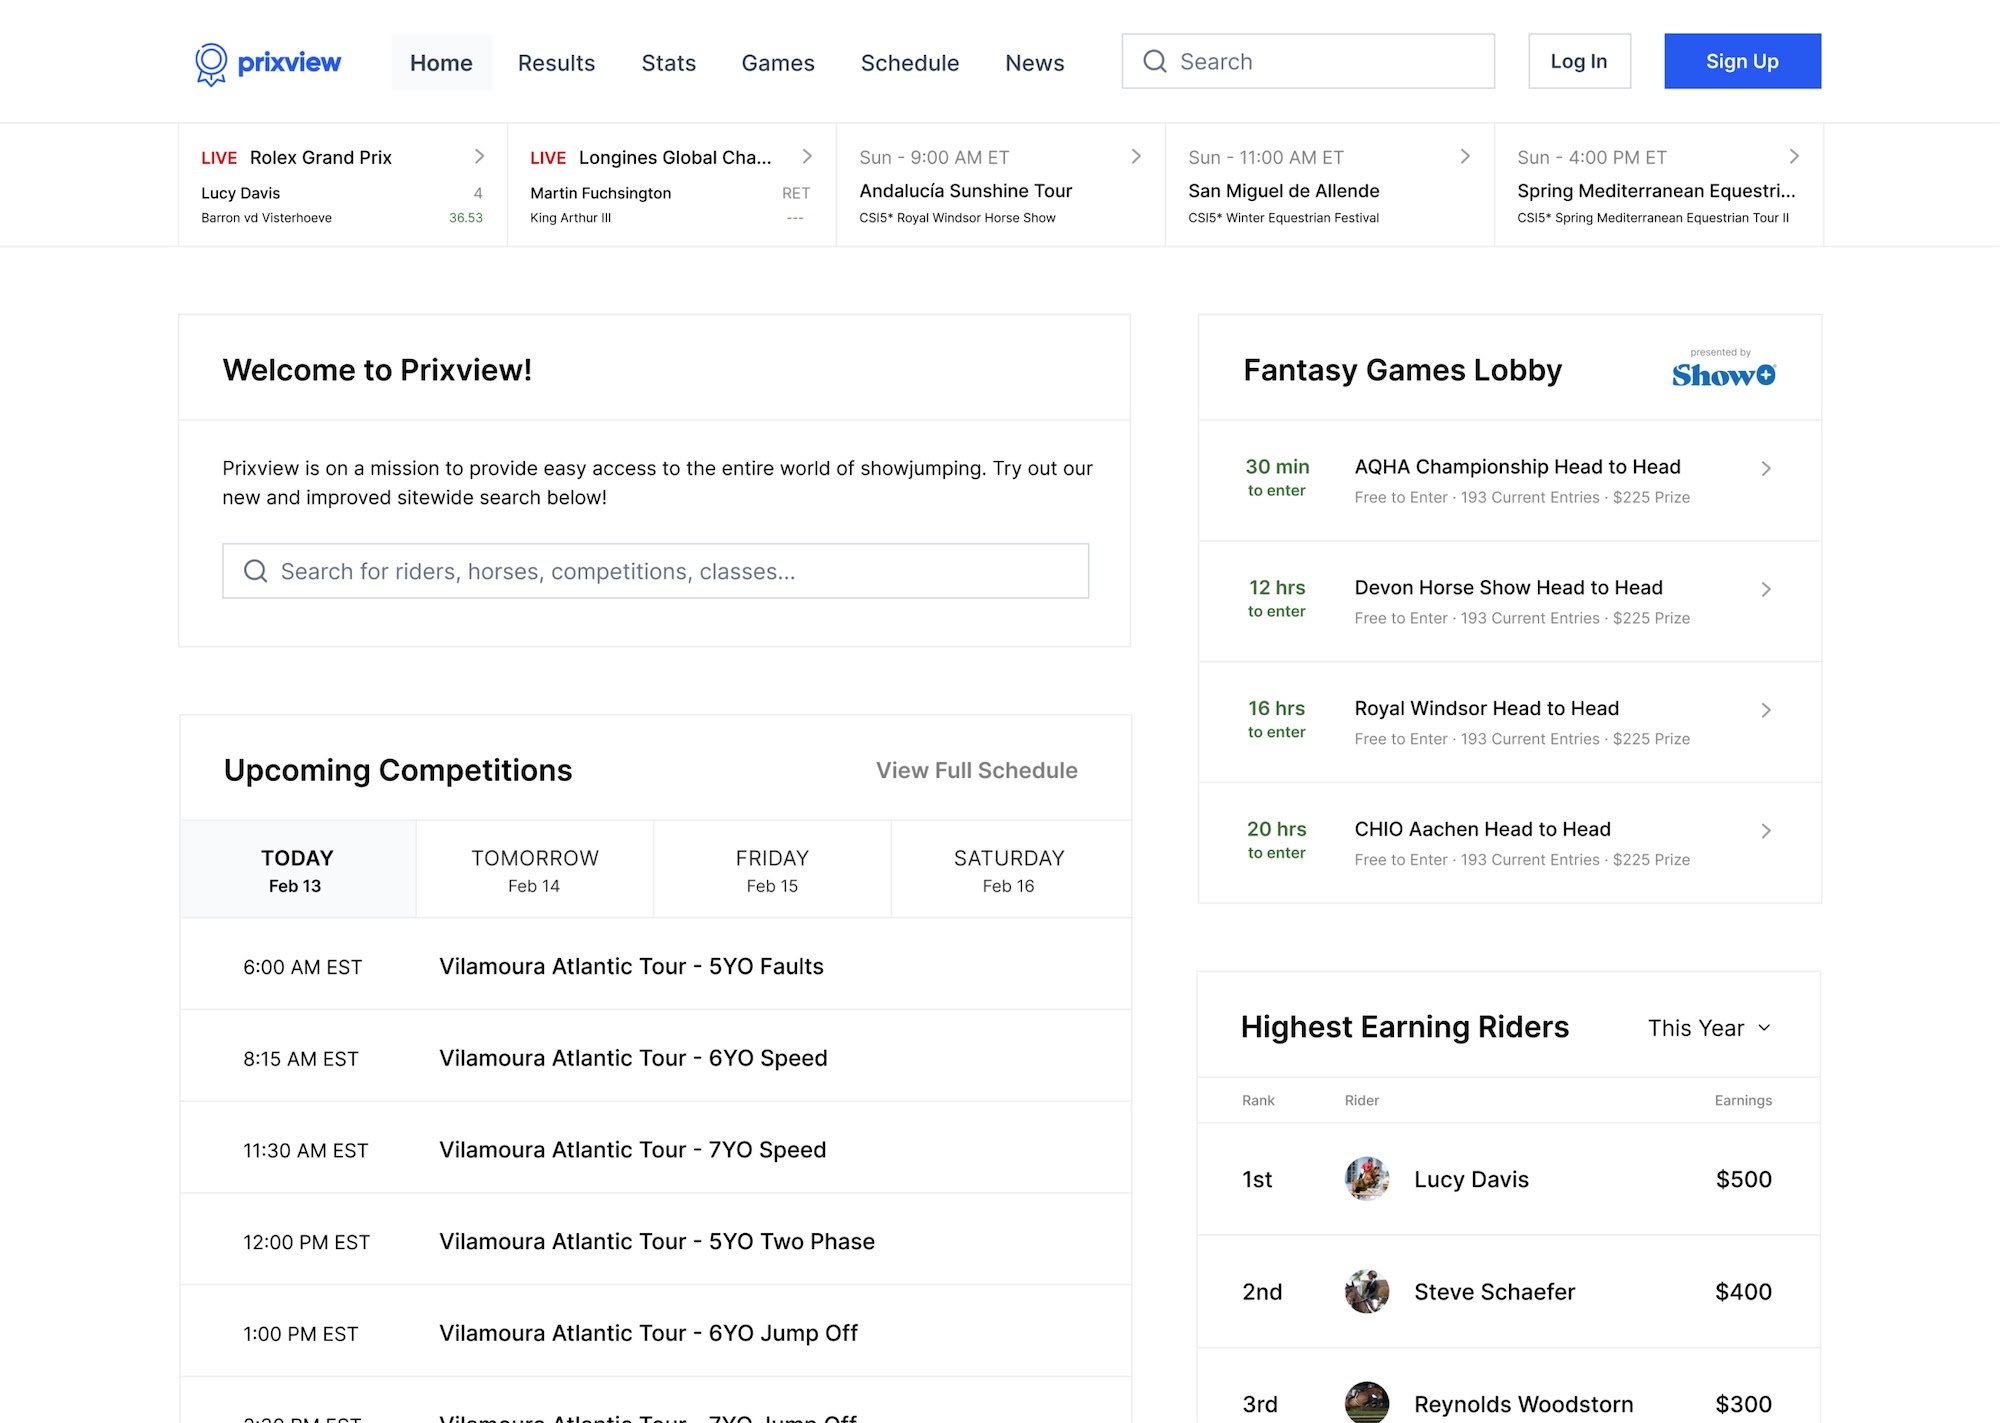 prixview
Home
Results
Stats
Games
Schedule
News
Search
Log In
Sign Up
LIVE Rolex Grand Prix
Lucy Davis 4
Barron vd Visterhoeve 36.53
LIVE Longines Global Cha...
Martin Fuchsington RET
King Arthur III ---
Sun - 9:00 AM ET
Andalucía Sunshine Tour
CSI5* Royal Windsor Horse Show
Sun - 11:00 AM ET
San Miguel de Allende
CSI5* Winter Equestrian Festival
Sun - 4:00 PM ET
Spring Mediterranean Equestri...
CSI5* Spring Mediterranean Equestrian Tour II
Welcome to Prixview!
Prixview is on a mission to provide easy access to the entire world of showjumping. Try out our
new and improved sitewide search below!
Search for riders, horses, competitions, classes...
Upcoming Competitions
View Full Schedule
TODAY
Feb 13
TOMORROW
Feb 14
FRIDAY
Feb 15
SATURDAY
Feb 16
6:00 AM EST Vilamoura Atlantic Tour - 5YO Faults
8:15 AM EST Vilamoura Atlantic Tour - 6YO Speed
11:30 AM EST Vilamoura Atlantic Tour - 7YO Speed
12:00 PM EST Vilamoura Atlantic Tour - 5YO Two Phase
1:00 PM EST Vilamoura Atlantic Tour - 6YO Jump Off
PM EST Vilamoura Atlantic Tour - 7YO Jump Off
Fantasy Games Lobby
presented by
Show+
30 min
to enter
AQHA Championship Head to Head
Free to Enter · 193 Current Entries · $225 Prize
12 hrs
to enter
Devon Horse Show Head to Head
Free to Enter · 193 Current Entries · $225 Prize
16 hrs
to enter
Royal Windsor Head to Head
Free to Enter · 193 Current Entries · $225 Prize
20 hrs
to enter
CHIO Aachen Head to Head
Free to Enter · 193 Current Entries · $225 Prize
Highest Earning Riders
This Year
Rank Rider Earnings
1st Lucy Davis $500
2nd Steve Schaefer $400
3rd Reynolds Woodstorn $300